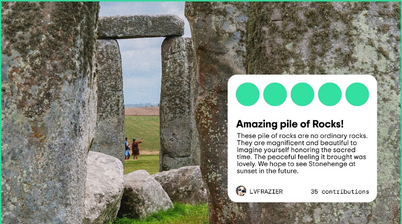 Amazing pile of Rocks!
These pile of rocks are no ordinary rocks.
They are magnificent and beautiful to
imagine yourself honoring the sacred
time. The peaceful feeling it brought was
lovely. We hope to see Stonehenge at
sunset in the future.
LVFRAZIER 35 contributions